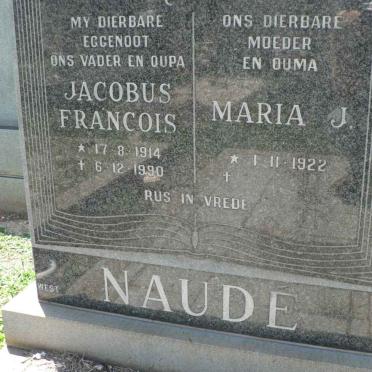 MY DIERBARE
EGGENOOT
ONS VADER EN OUPA
JACOBUS
FRANCOIS
* 17·8·1914
† 6·12·1990
ONS DIERBARE
MOEDER
EN OUMA
MARIA J.
* 1·11·1922
†
RUS IN VREDE
WEST
NAUDE